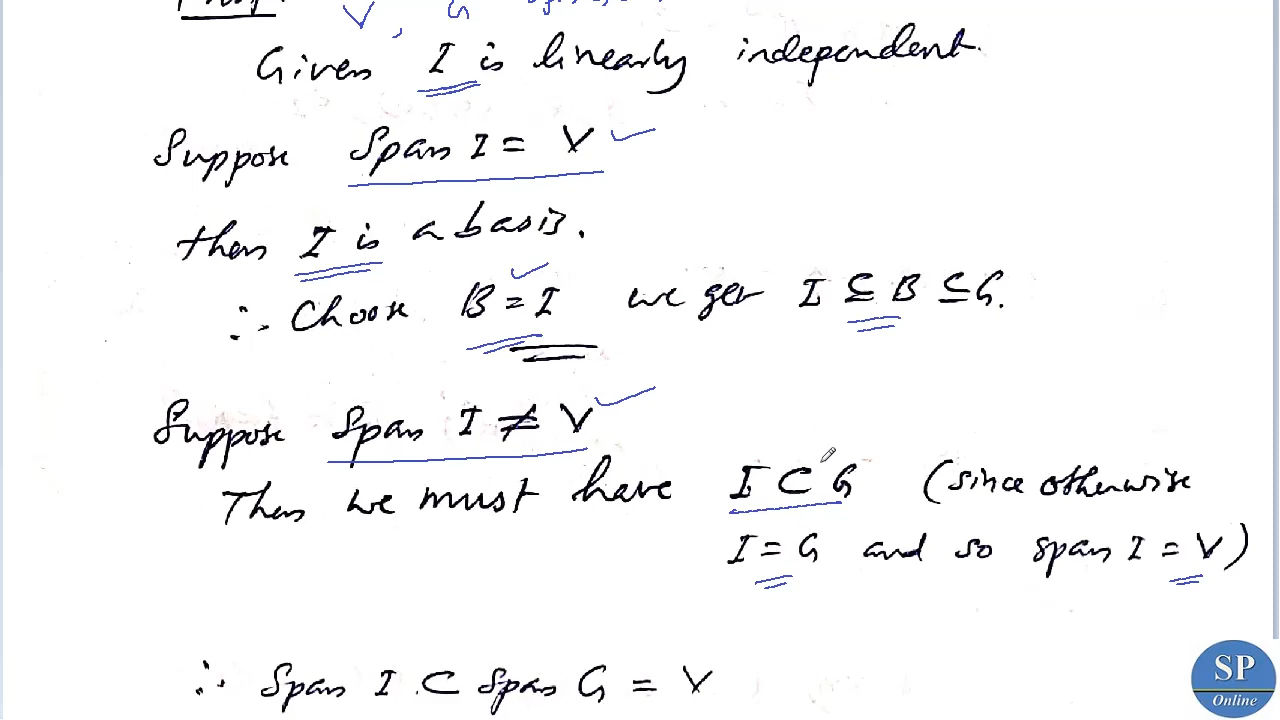 V, G
Given I is linearly independent.
Suppose Span I = V
then I is a basis.
∴ Choose B = I we get I ⊆ B ⊆ G.
Suppose Span I ≠ V
Then we must have I ⊂ G (since otherwise
I = G and so span I = V)
∴ Span I ⊂ Span G = V
SP
Online